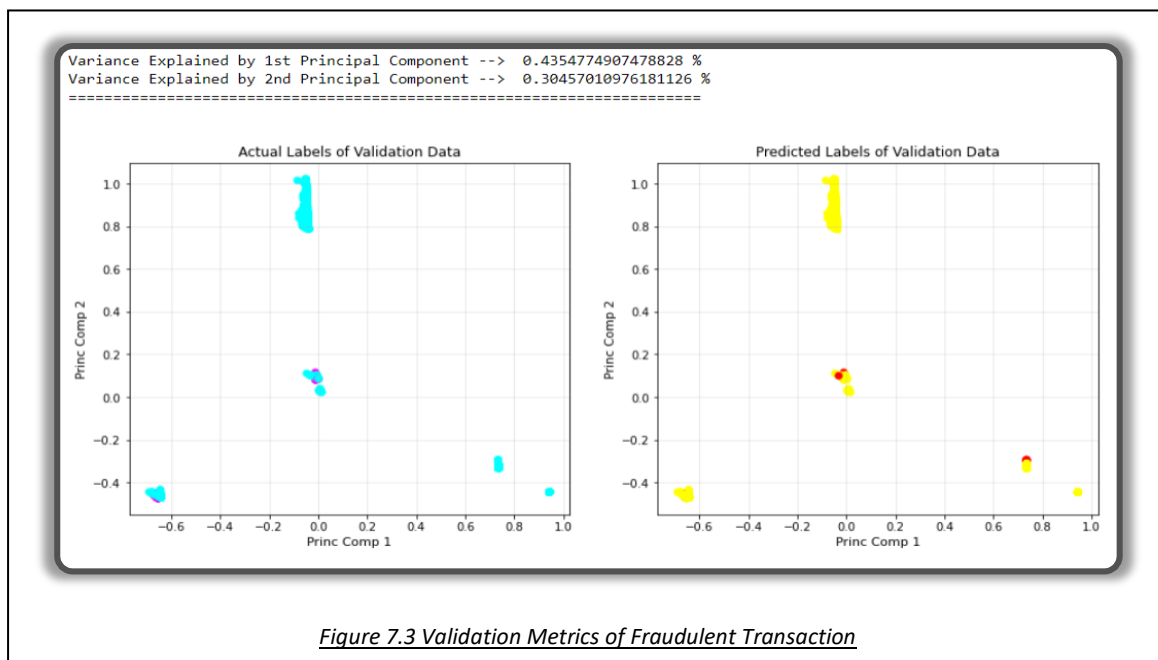 Variance Explained by 1st Principal Component -->  0.4354774907478828 %
Variance Explained by 2nd Principal Component -->  0.30457010976181126 %
=======================================================================
Actual Labels of Validation Data
1.0
0.8
0.6
0.4
0.2
0.0
−0.2
−0.4
Princ Comp 2
−0.6 −0.4 −0.2 0.0 0.2 0.4 0.6 0.8 1.0
Princ Comp 1
Predicted Labels of Validation Data
1.0
0.8
0.6
0.4
0.2
0.0
−0.2
−0.4
Princ Comp 2
−0.6 −0.4 −0.2 0.0 0.2 0.4 0.6 0.8 1.0
Princ Comp 1
Figure 7.3 Validation Metrics of Fraudulent Transaction